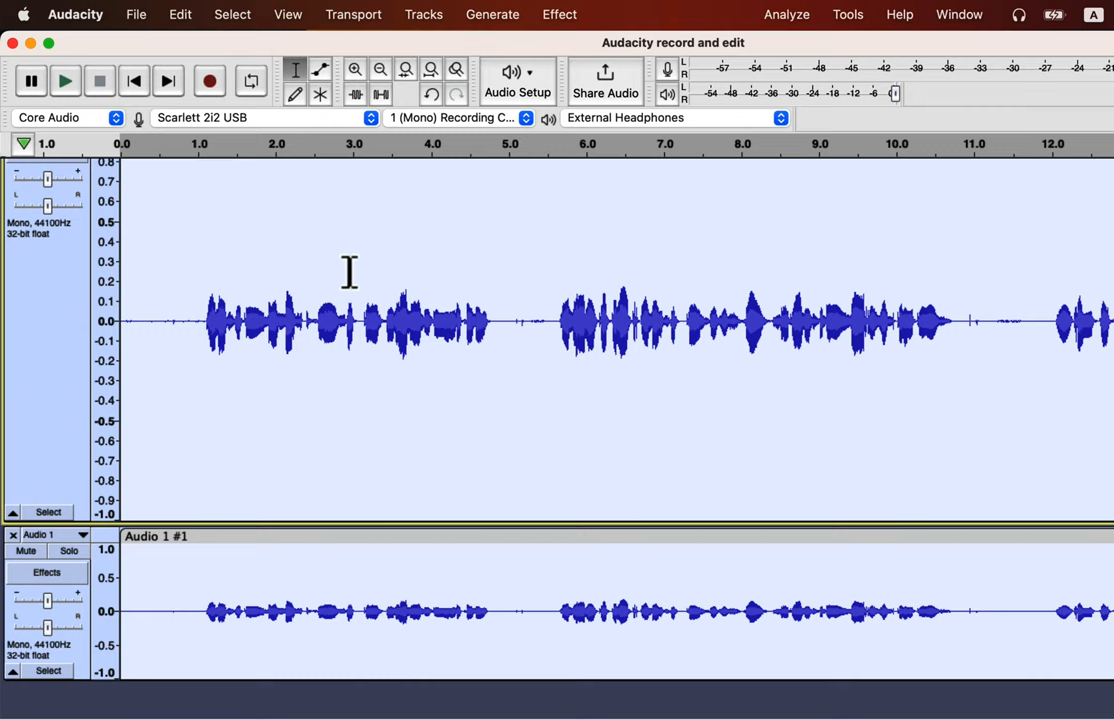 Audacity File Edit Select View Transport Tracks Generate Effect Analyze Tools Help Window A
Audacity record and edit
Audio Setup
Share Audio
L
R
-57 -54 -51 -48 -45 -42 -39 -36 -33 -30 -27 -24
L
R
-54 -48 -42 -36 -30 -24 -18 -12 -6
Core Audio Scarlett 2i2 USB 1 (Mono) Recording C... External Headphones
1.0 0.0 1.0 2.0 3.0 4.0 5.0 6.0 7.0 8.0 9.0 10.0 11.0 12.0
- +
L R
Mono, 44100Hz
32-bit float
Select
0.8
0.7
0.6
0.5
0.4
0.3
0.2
0.1
0.0
-0.1
-0.2
-0.3
-0.4
-0.5
-0.6
-0.7
-0.8
-0.9
-1.0
Audio 1
Audio 1 #1
Mute Solo
Effects
- +
L R
Mono, 44100Hz
32-bit float
Select
1.0
0.5
0.0
-0.5
-1.0